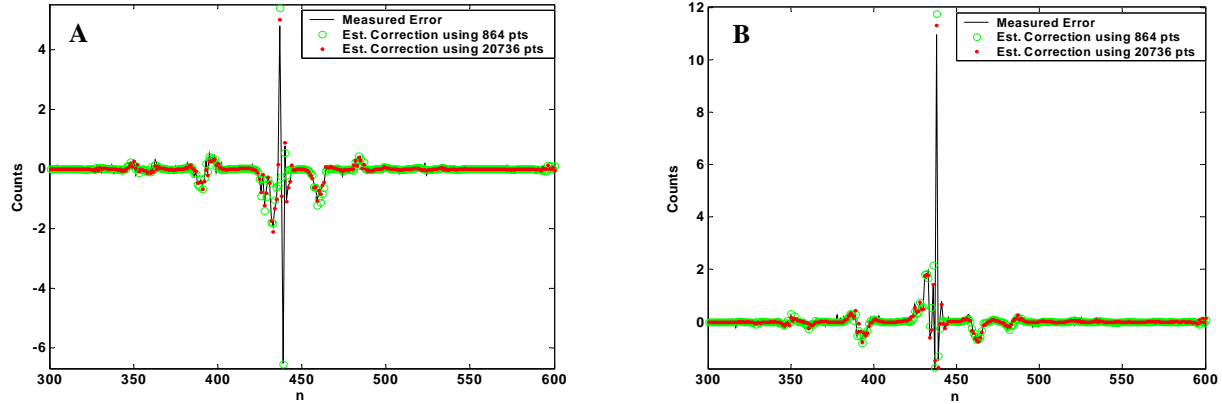 A
Measured Error
Est. Correction using 864 pts
Est. Correction using 20736 pts
Counts
4
2
0
-2
-4
-6
300
350
400
450
500
550
600
n
B
Measured Error
Est. Correction using 864 pts
Est. Correction using 20736 pts
Counts
12
10
8
6
4
2
0
300
350
400
450
500
550
600
n